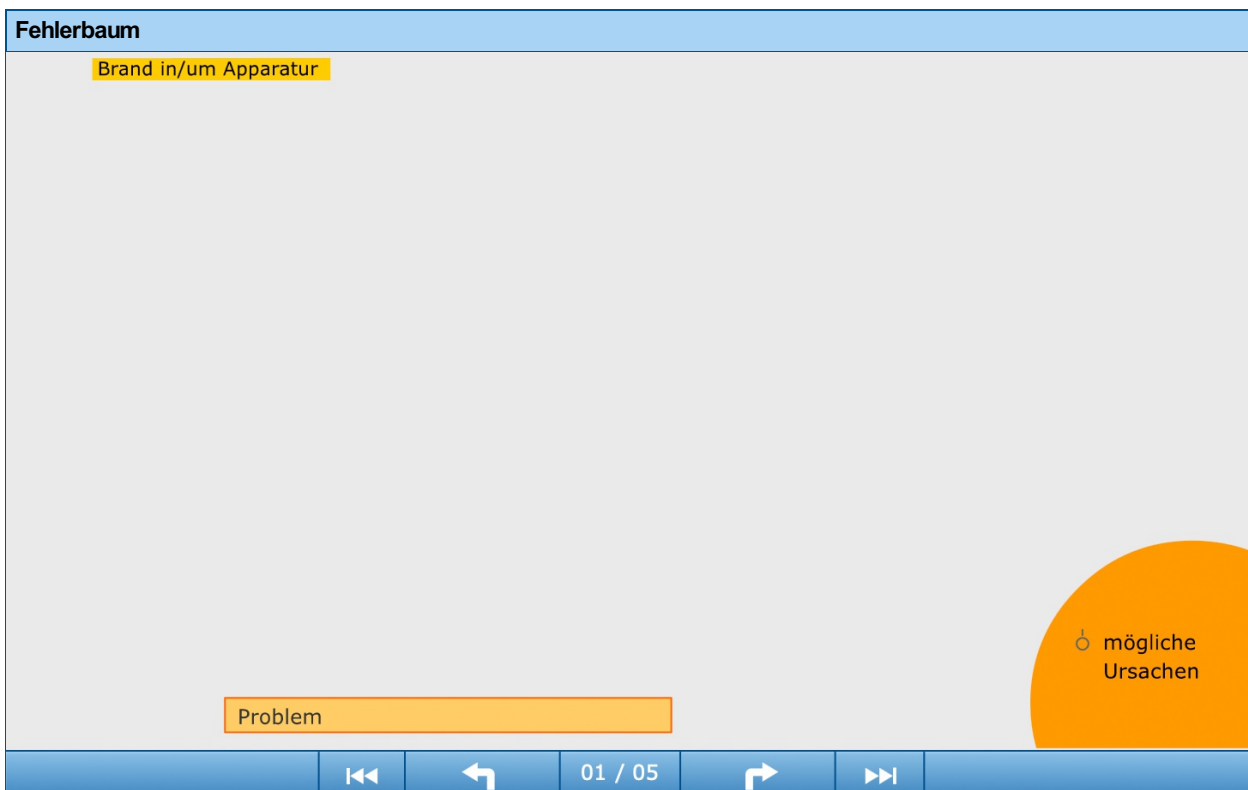 Fehlerbaum
Brand in/um Apparatur
mögliche
Ursachen
Problem
01 / 05